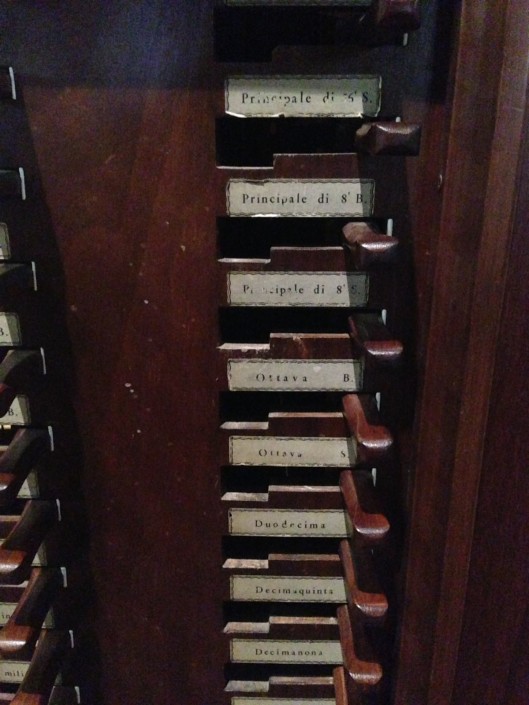 Principale di S.
Principale di 8' B.
Principale di 8' S.
Ottava B.
Ottava S.
Duodecima
Decimaquinta
Decimanona
B.
B.